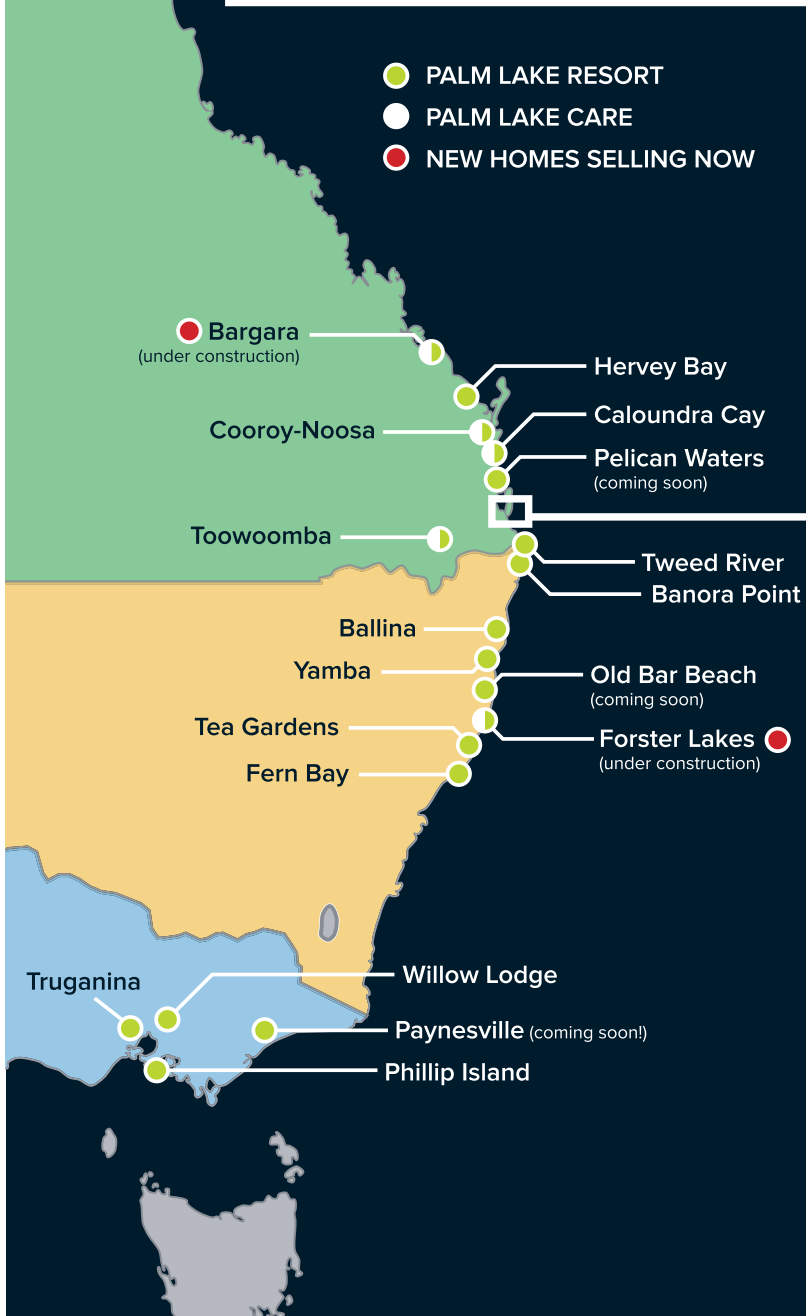 PALM LAKE RESORT
PALM LAKE CARE
NEW HOMES SELLING NOW
Bargara
(under construction)
Hervey Bay
Caloundra Cay
Cooroy-Noosa
Pelican Waters
(coming soon)
Toowoomba
Tweed River
Banora Point
Ballina
Yamba
Old Bar Beach
(coming soon)
Tea Gardens
Forster Lakes
(under construction)
Fern Bay
Willow Lodge
Truganina
Paynesville (coming soon!)
Phillip Island